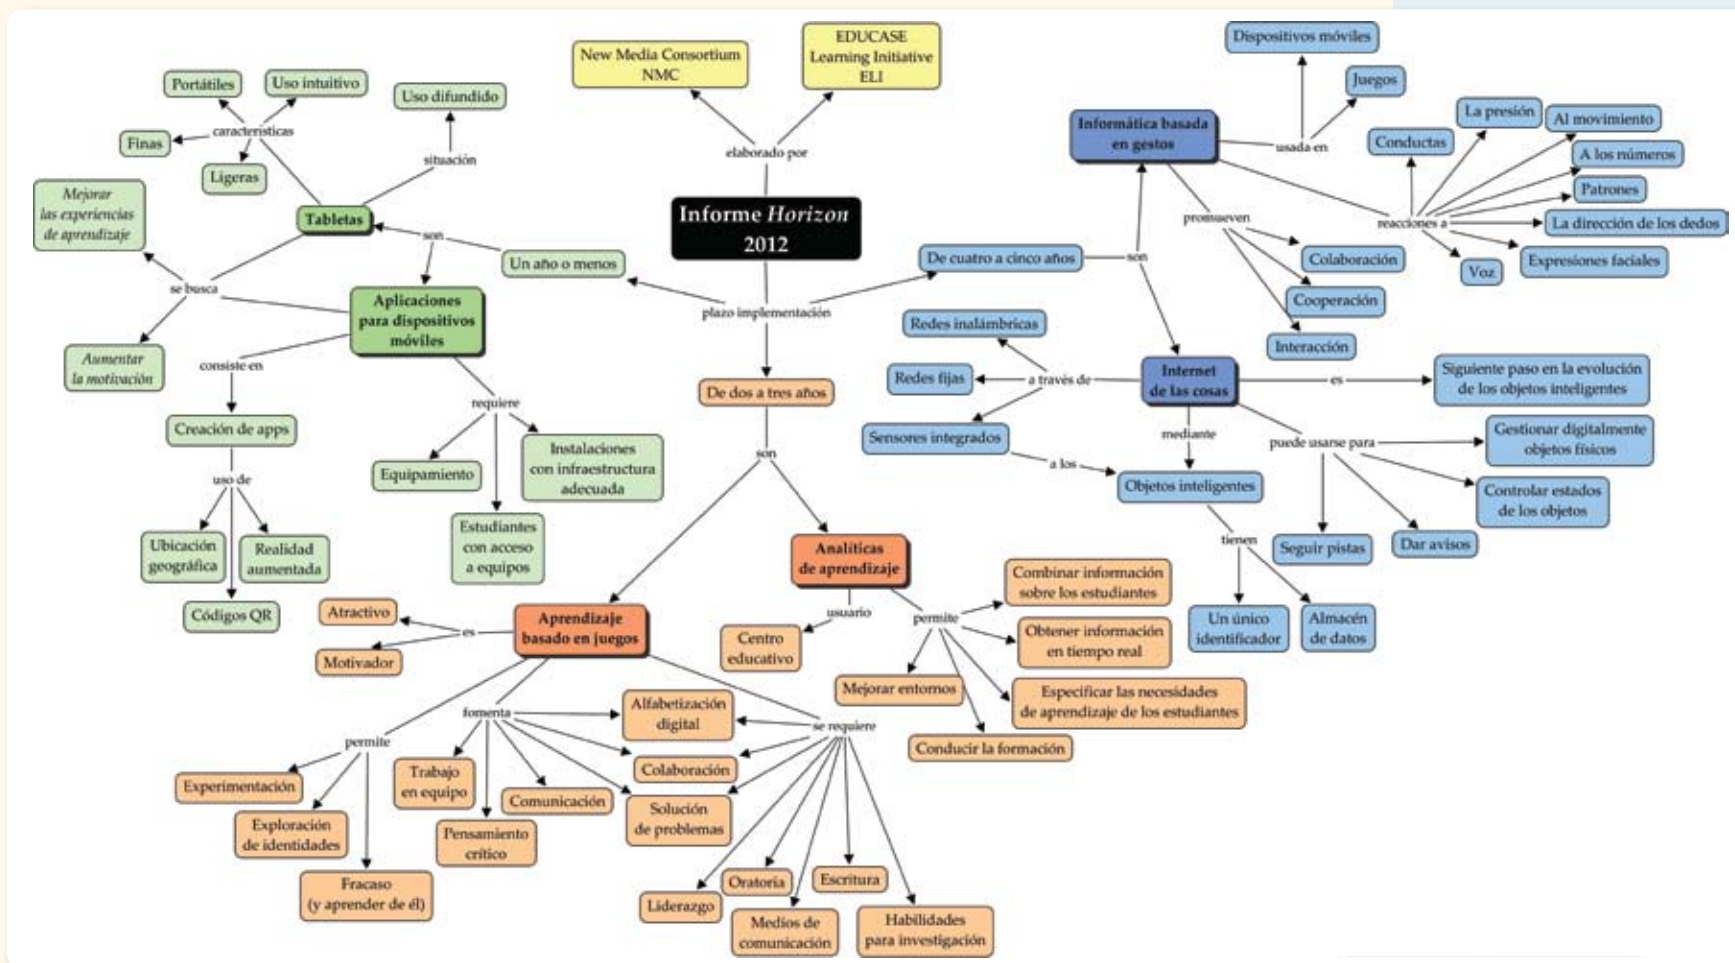 New Media Consortium
NMC
EDUCASE
Learning Initiative
ELI
elaborado por
Informe Horizon
2012
plazo implementación
Un año o menos
son
Tabletas
características
Portátiles
Uso intuitivo
Finas
Ligeras
situación
Uso difundido
se busca
Mejorar
las experiencias
de aprendizaje
Aumentar
la motivación
Aplicaciones
para dispositivos
móviles
consiste en
Creación de apps
uso de
Ubicación
geográfica
Realidad
aumentada
Códigos QR
requiere
Equipamiento
Instalaciones
con infraestructura
adecuada
Estudiantes
con acceso
a equipos
De dos a tres años
son
Aprendizaje
basado en juegos
es
Atractivo
Motivador
permite
Experimentación
Exploración
de identidades
Fracaso
(y aprender de él)
fomenta
Trabajo
en equipo
Pensamiento
crítico
Comunicación
Alfabetización
digital
Colaboración
Solución
de problemas
se requiere
Liderazgo
Oratoria
Medios de
comunicación
Escritura
Habilidades
para investigación
Analíticas
de aprendizaje
usuario
Centro
educativo
permite
Combinar información
sobre los estudiantes
Obtener información
en tiempo real
Mejorar entornos
Especificar las necesidades
de aprendizaje de los estudiantes
Conducir la formación
De cuatro a cinco años
son
Informática basada
en gestos
usada en
Dispositivos móviles
Juegos
promueven
Colaboración
Cooperación
Interacción
reacciones a
Conductas
La presión
Al movimiento
A los números
Patrones
La dirección de los dedos
Expresiones faciales
Voz
Internet
de las cosas
a través de
Redes inalámbricas
Redes fijas
Sensores integrados
a los
mediante
Objetos inteligentes
tienen
Un único
identificador
Almacén
de datos
es
Siguiente paso en la evolución
de los objetos inteligentes
puede usarse para
Gestionar digitalmente
objetos físicos
Controlar estados
de los objetos
Dar avisos
Seguir pistas